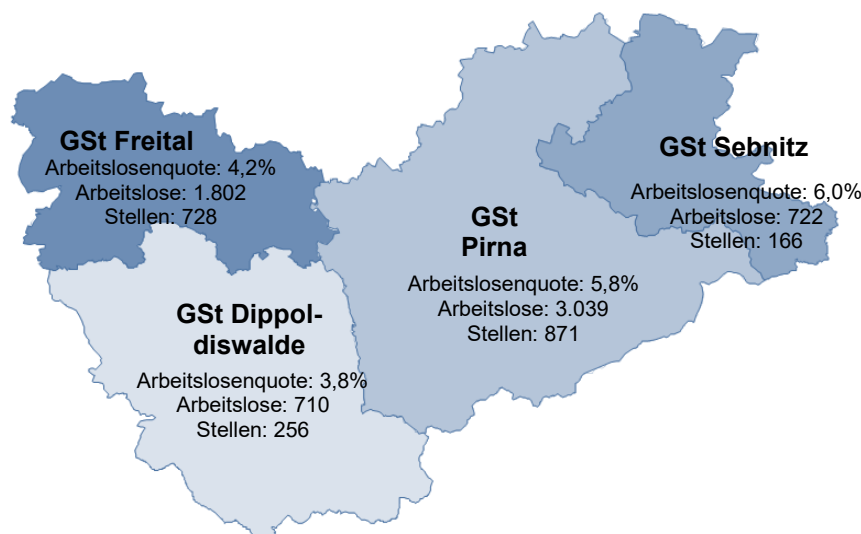 GSt Freital
Arbeitslosenquote: 4,2%
Arbeitslose: 1.802
Stellen: 728
GSt Sebnitz
Arbeitslosenquote: 6,0%
Arbeitslose: 722
Stellen: 166
GSt
Pirna
Arbeitslosenquote: 5,8%
Arbeitslose: 3.039
Stellen: 871
GSt Dippol-
diswalde
Arbeitslosenquote: 3,8%
Arbeitslose: 710
Stellen: 256